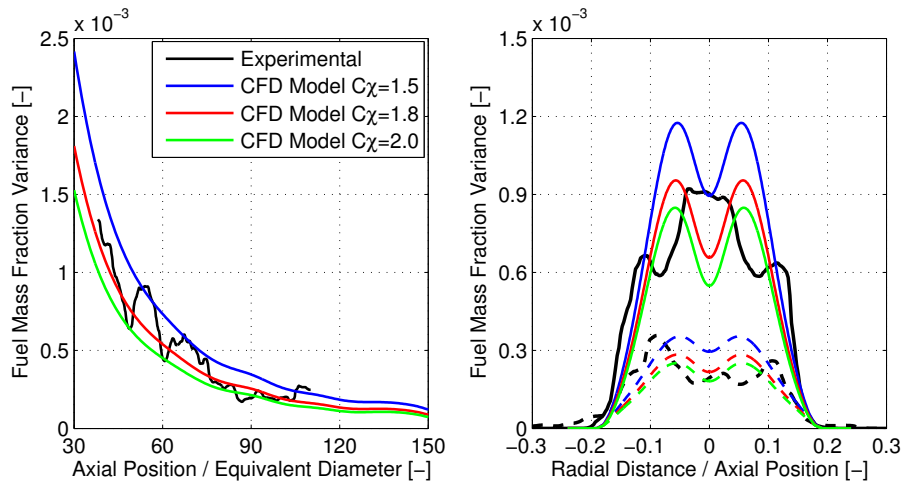 x 10⁻³
2.5
2
1.5
1
0.5
0
Fuel Mass Fraction Variance [−]
Experimental
CFD Model Cχ=1.5
CFD Model Cχ=1.8
CFD Model Cχ=2.0
30 60 90 120 150
Axial Position / Equivalent Diameter [−]
x 10⁻³
1.5
1.2
0.9
0.6
0.3
0
Fuel Mass Fraction Variance [−]
−0.3 −0.2 −0.1 0 0.1 0.2 0.3
Radial Distance / Axial Position [−]